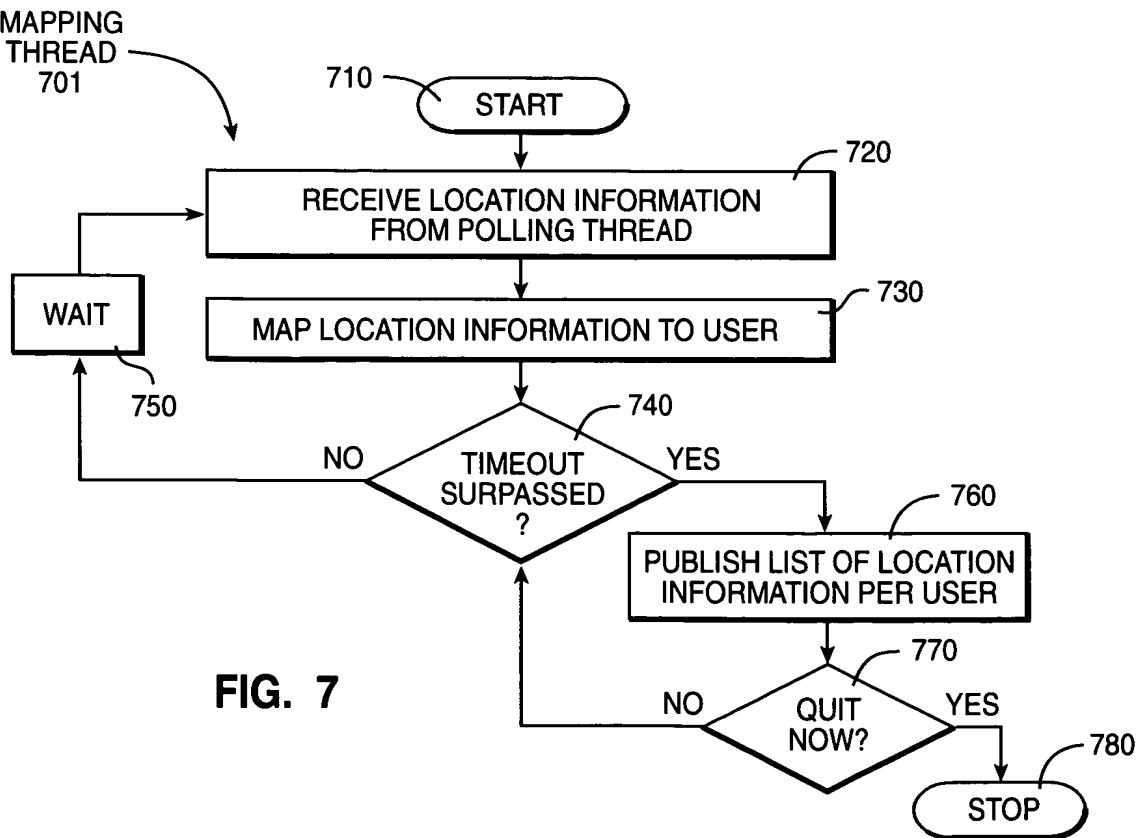 MAPPING
THREAD
701
710
START
720
RECEIVE LOCATION INFORMATION
FROM POLLING THREAD
WAIT
750
730
MAP LOCATION INFORMATION TO USER
740
NO
TIMEOUT
SURPASSED
?
YES
760
PUBLISH LIST OF LOCATION
INFORMATION PER USER
770
NO
QUIT
NOW?
YES
780
STOP
FIG. 7